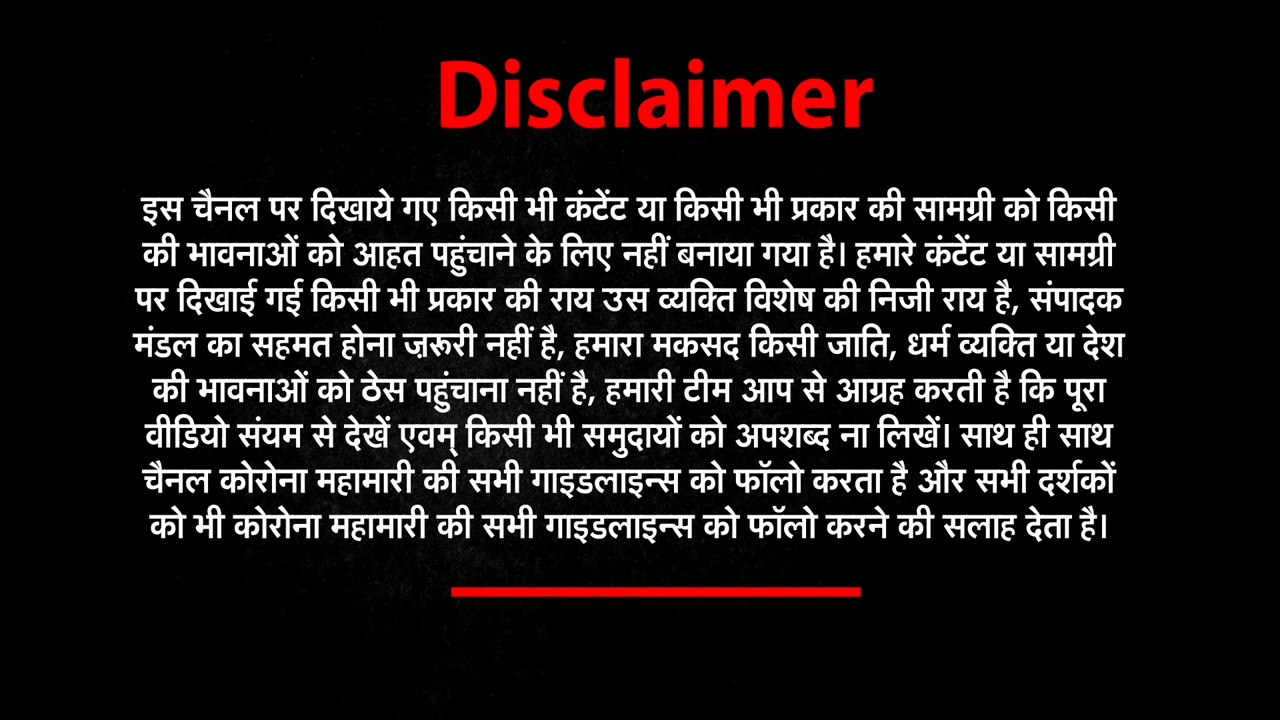 Disclaimer
इस चैनल पर दिखाये गए किसी भी कंटेंट या किसी भी प्रकार की सामग्री को किसी
की भावनाओं को आहत पहुंचाने के लिए नहीं बनाया गया है। हमारे कंटेंट या सामग्री
पर दिखाई गई किसी भी प्रकार की राय उस व्यक्ति विशेष की निजी राय है, संपादक
मंडल का सहमत होना ज़रूरी नहीं है, हमारा मकसद किसी जाति, धर्म व्यक्ति या देश
की भावनाओं को ठेस पहुंचाना नहीं है, हमारी टीम आप से आग्रह करती है कि पूरा
वीडियो संयम से देखें एवम् किसी भी समुदायों को अपशब्द ना लिखें। साथ ही साथ
चैनल कोरोना महामारी की सभी गाइडलाइन्स को फॉलो करता है और सभी दर्शकों
को भी कोरोना महामारी की सभी गाइडलाइन्स को फॉलो करने की सलाह देता है।